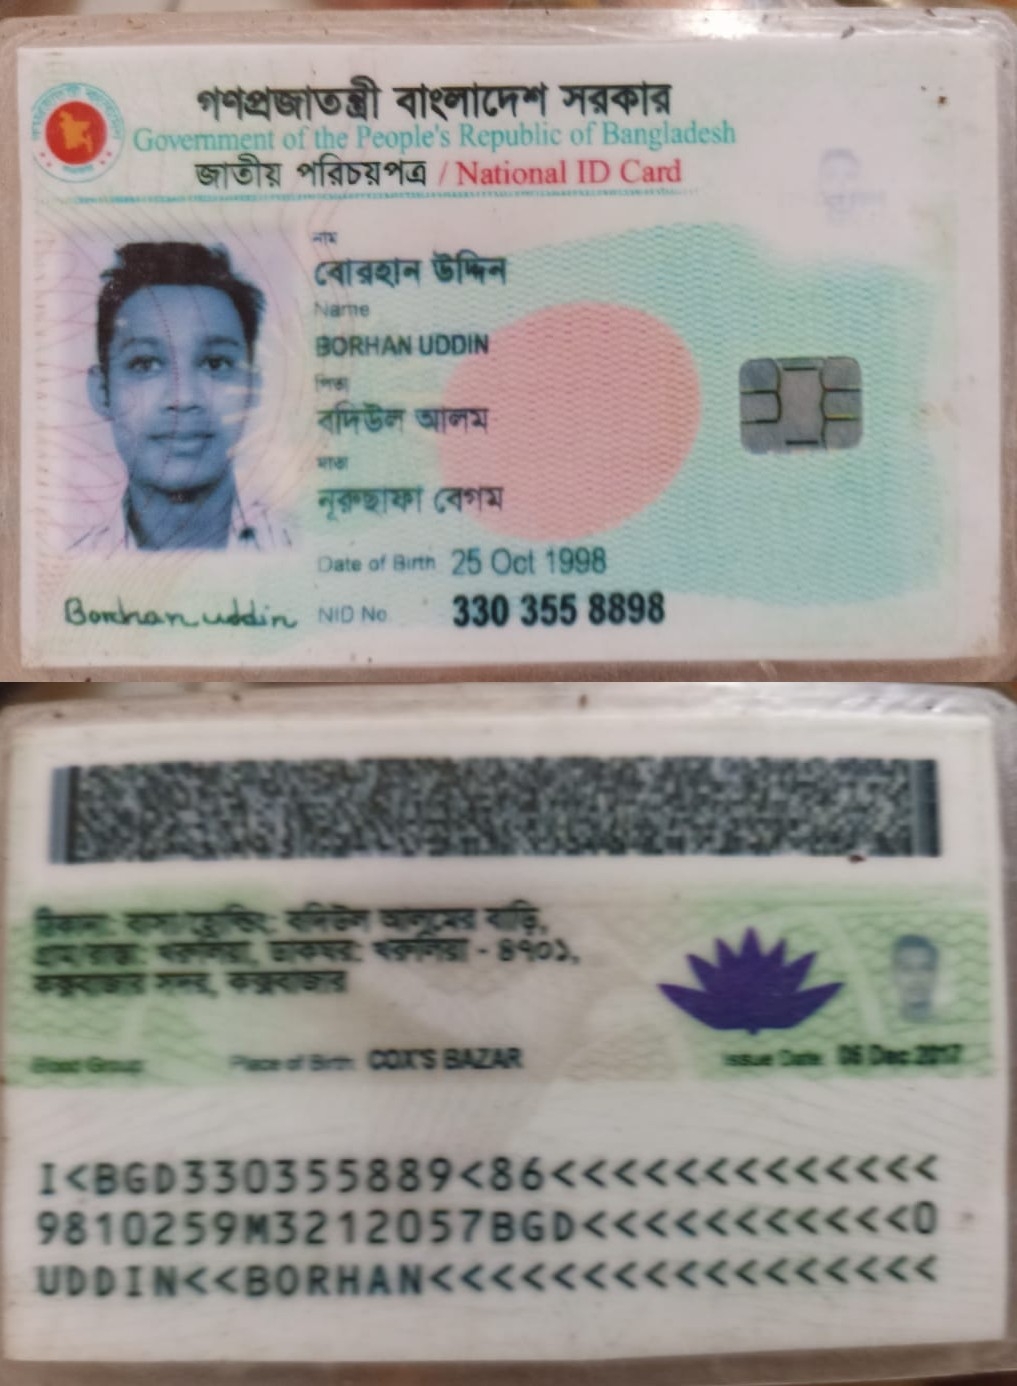 গণপ্রজাতন্ত্রী বাংলাদেশ সরকার
Government of the People's Republic of Bangladesh
জাতীয় পরিচয়পত্র / National ID Card
নাম
বোরহান উদ্দিন
Name
BORHAN UDDIN
পিতা
বদিউল আলম
মাতা
নূরুছাফা বেগম
Date of Birth 25 Oct 1998
Borhan uddin
NID No 330 355 8898
ঠিকানা: বাসা/হোল্ডিং: বদিউল আলমের বাড়ি,
গ্রাম/রাস্তা: ডাকঘর: - ৪৭০১,
কক্সবাজার সদর, কক্সবাজার
Blood Group: Place of Birth: COX'S BAZAR Issue Date: 06 Dec 2017
I<BGD330355889<86<<<<<<<<<<<<<<
9810259M3212057BGD<<<<<<<<<<<0
UDDIN<<BORHAN<<<<<<<<<<<<<<<<<